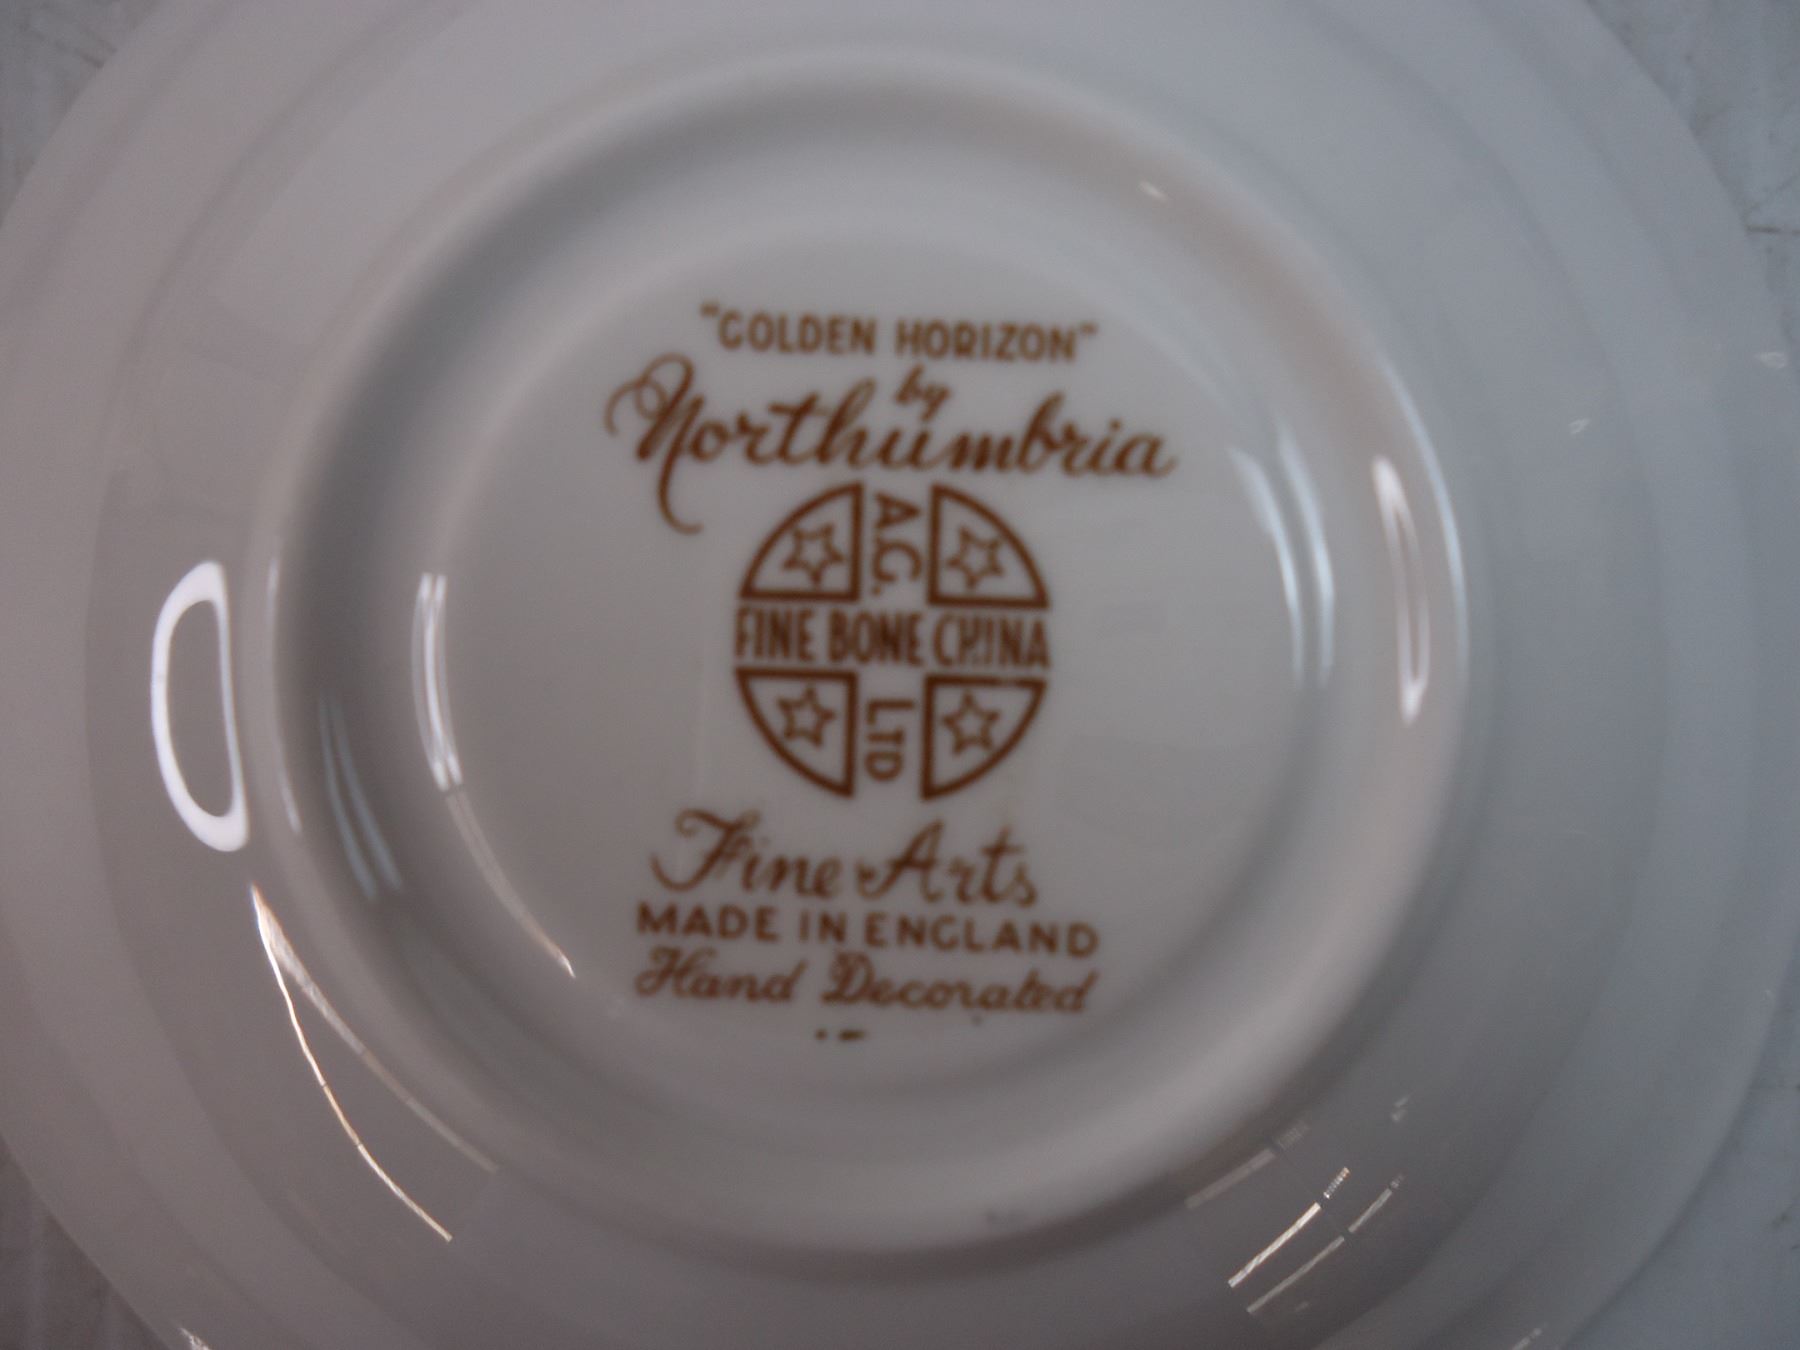 "GOLDEN HORIZON"
by
Northumbria
A.C.
FINE BONE CHINA
LTD
Fine Arts
MADE IN ENGLAND
Hand Decorated